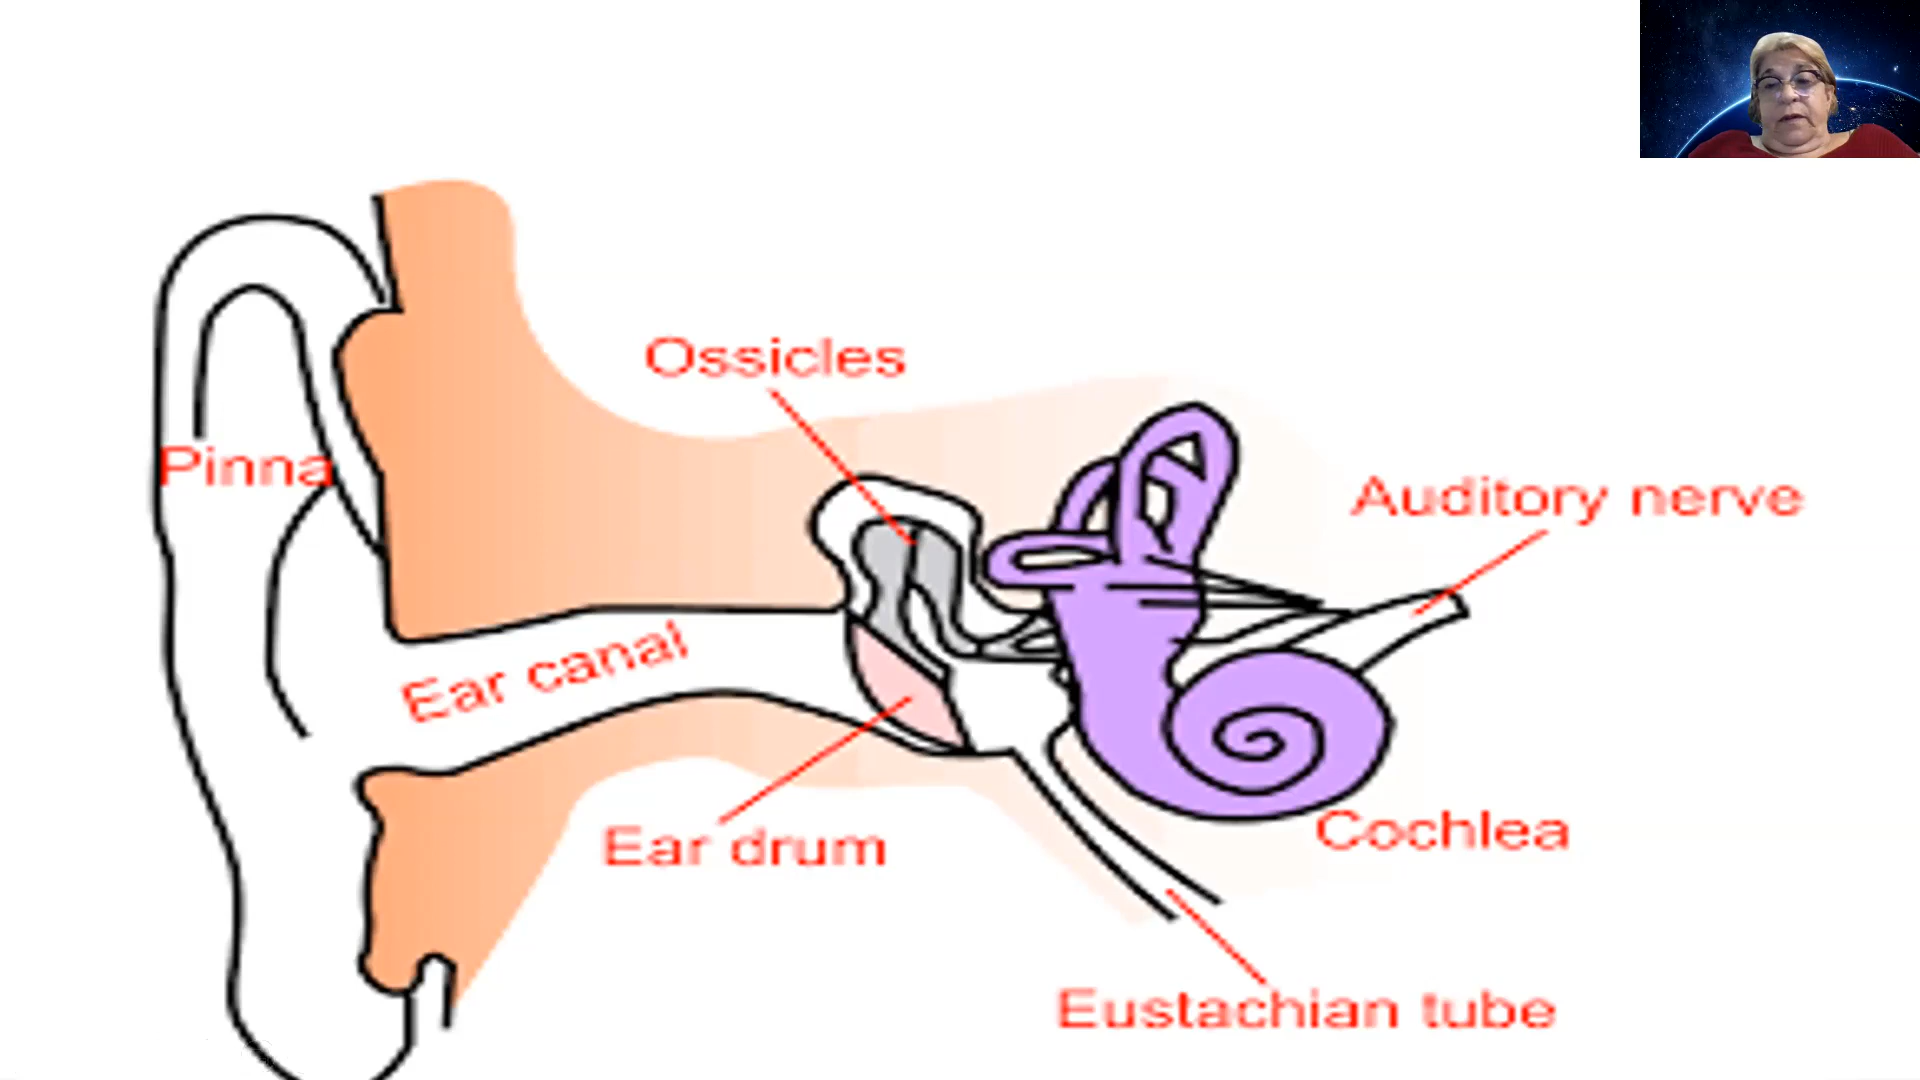 Ossicles
Pinna
Auditory nerve
Ear canal
Ear drum
Cochlea
Eustachian tube